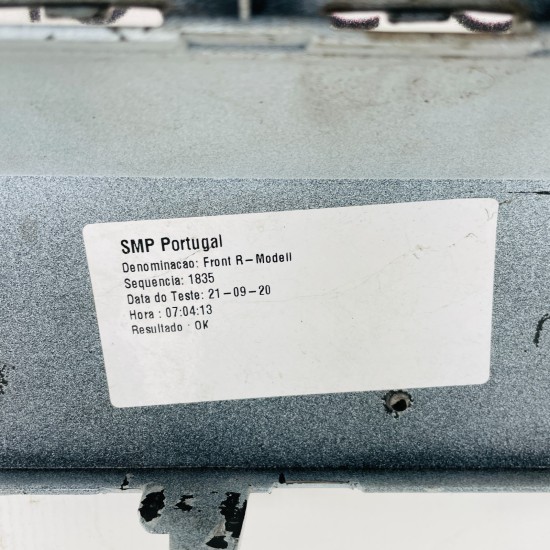 SMP Portugal
Denominacao: Front R-Modell
Sequencia: 1835
Data do Teste: 21-09-20
Hora : 07:04:13
Resultado : OK